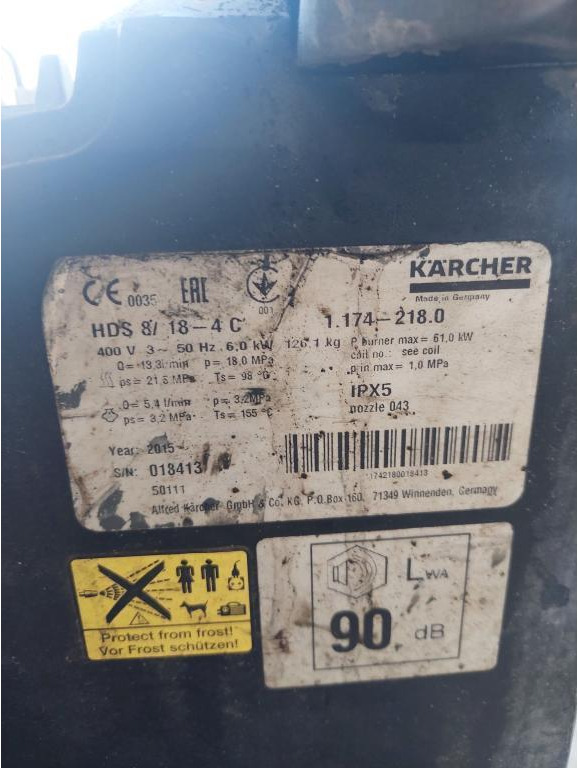 CE 0035 EAC 001 KÄRCHER
Made in Germany
HDS 8/ 18-4 C 1.174-218.0
400 V 3~ 50 Hz 6,0 kW 126,1 kg P burner max = 61,0 kW
Q= 13,3 l/min p = 18,0 MPa coil no.: see coil
ps = 21,5 MPa Ts = 98 °C p in max = 1,0 MPa
Q= 5,4 l/min p = 3,2 MPa IPX5
ps = 3,2 MPa Ts = 155 °C nozzle 043
Year: 2015
S/N: 018413
1742180018413
50111
Alfred Kärcher GmbH & Co. KG, P.O.Box 160, 71349 Winnenden, Germany
Protect from frost!
Vor Frost schützen!
LWA
90 dB